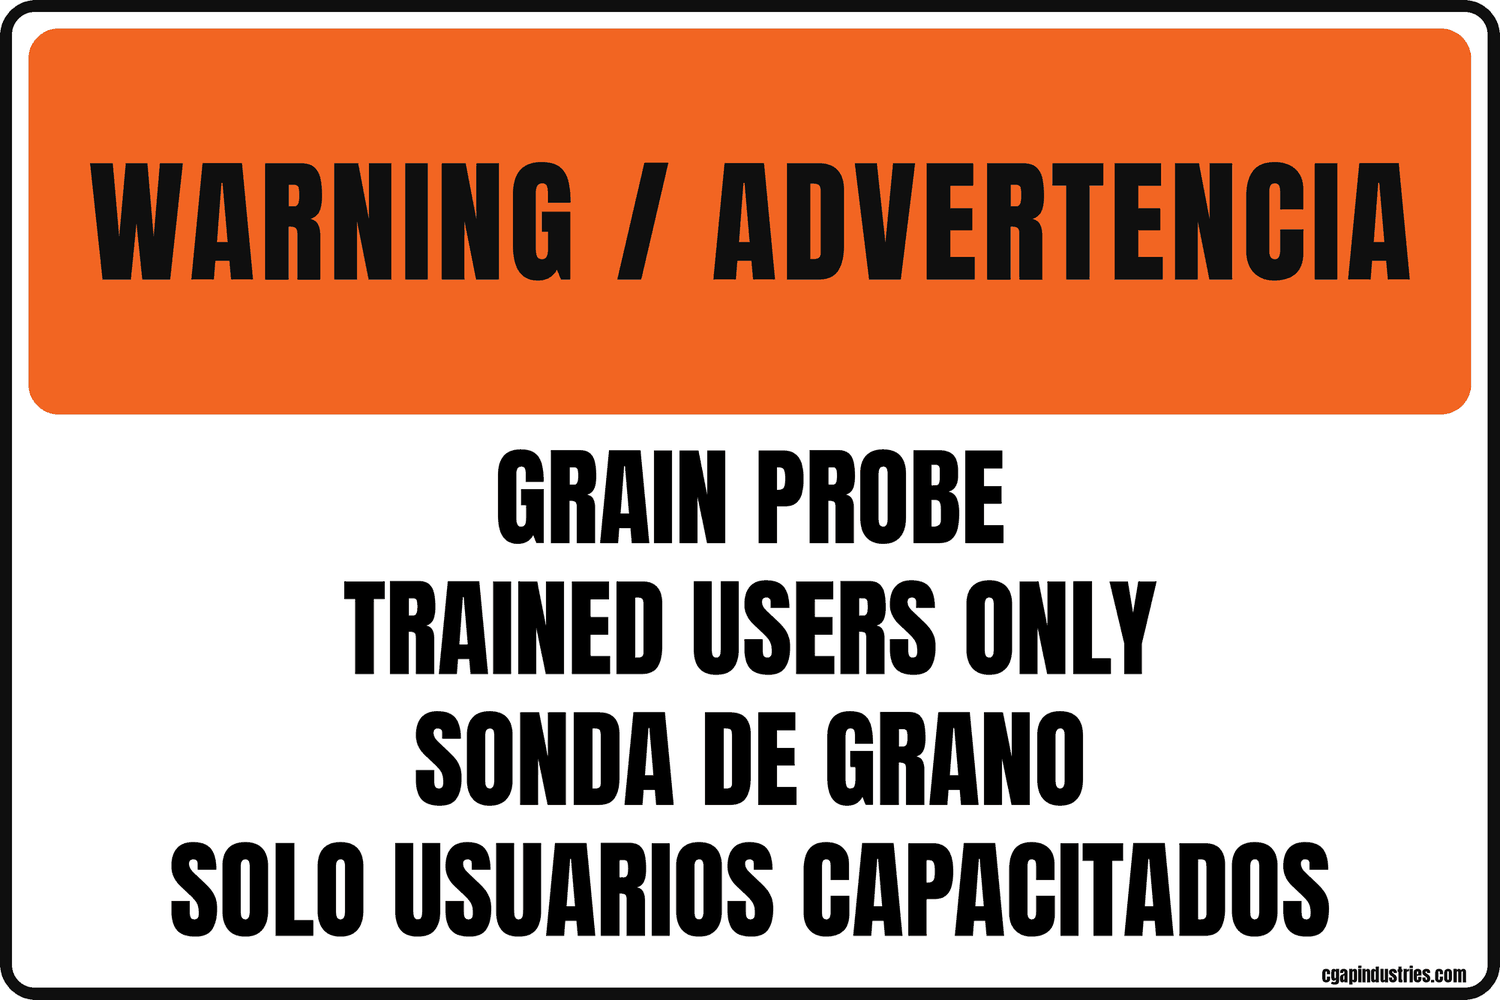 WARNING / ADVERTENCIA
GRAIN PROBE
TRAINED USERS ONLY
SONDA DE GRANO
SOLO USUARIOS CAPACITADOS
cgapindustries.com